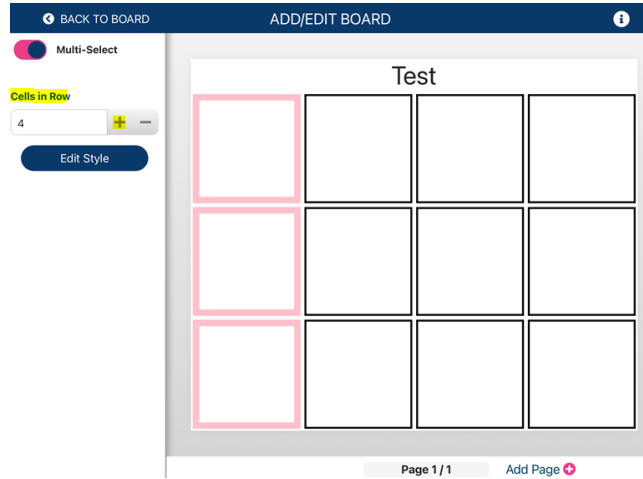 BACK TO BOARD
ADD/EDIT BOARD
Multi-Select
Cells in Row
4
Edit Style
Test
Page 1 / 1
Add Page